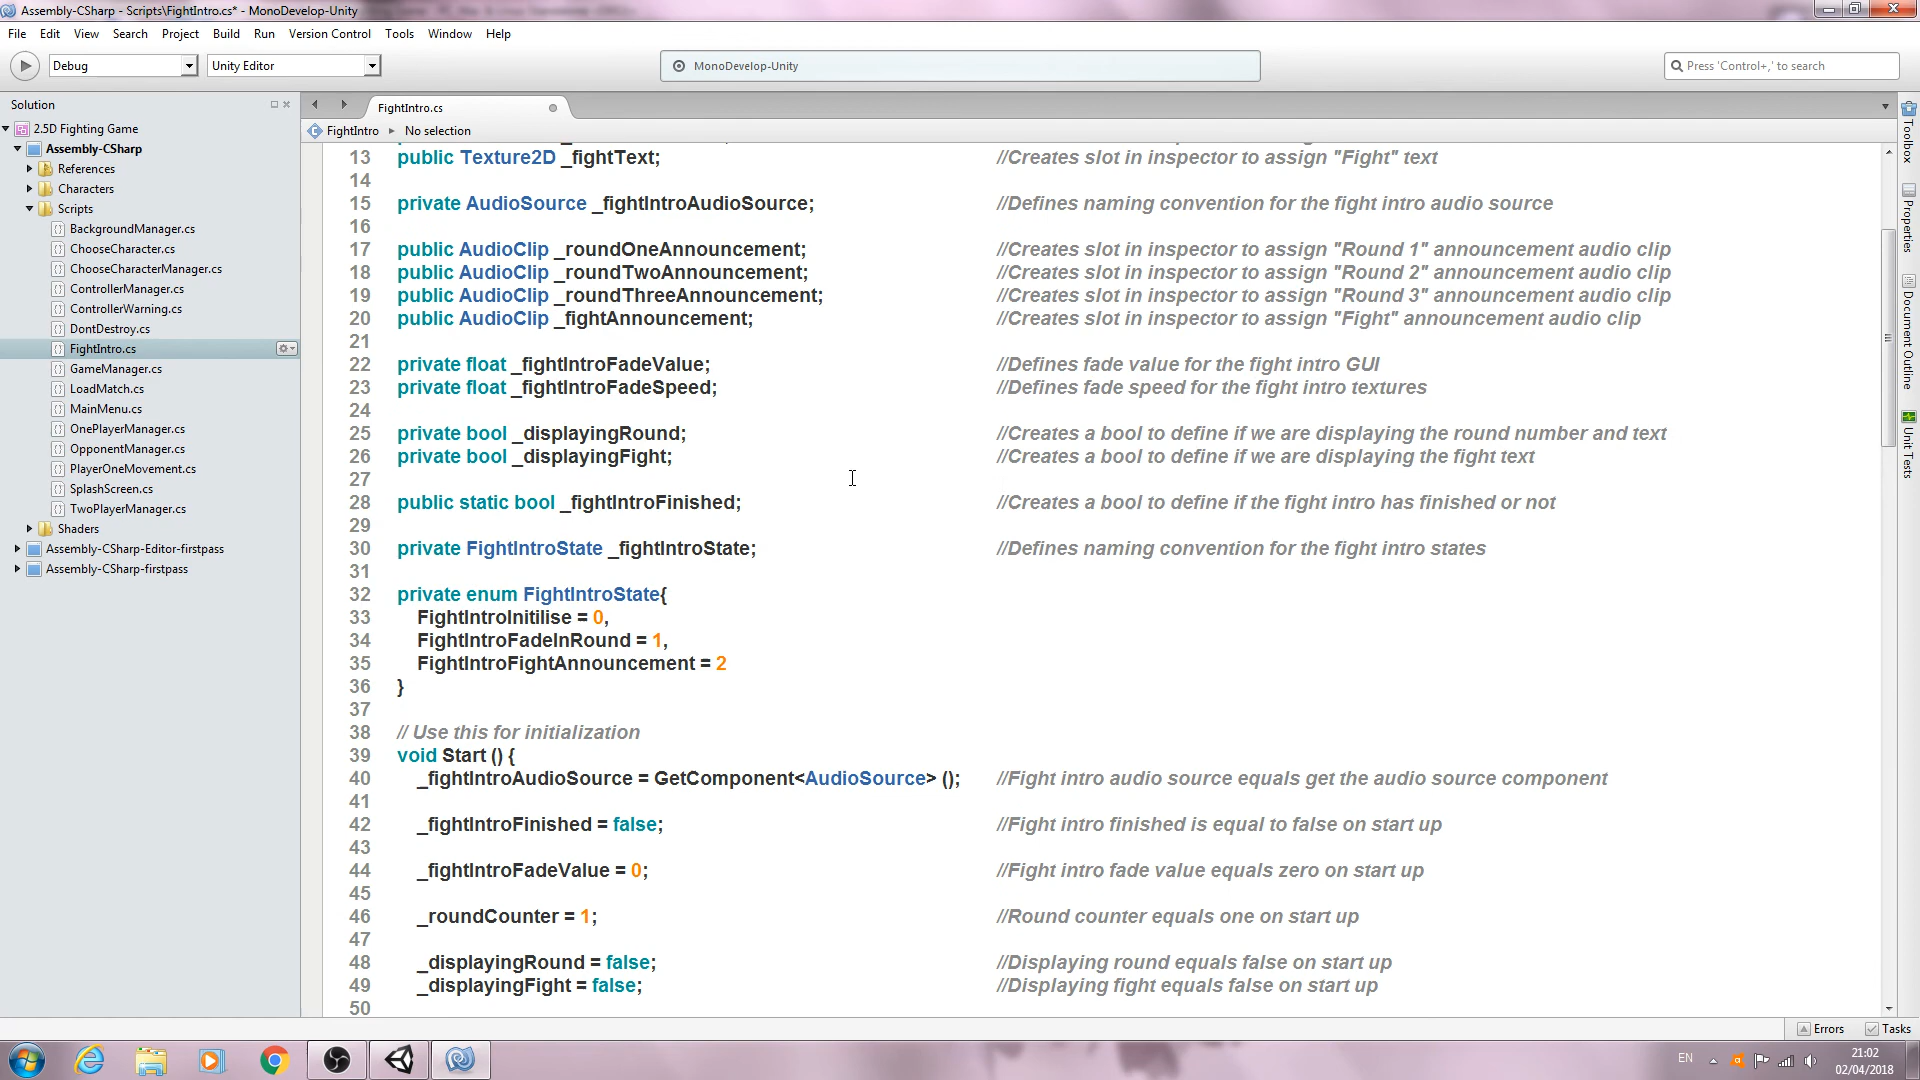 Assembly-CSharp - Scripts\FightIntro.cs* - MonoDevelop-Unity
File Edit View Search Project Build Run Version Control Tools Window Help
Debug Unity Editor MonoDevelop-Unity Press 'Control+,' to search
Solution
2.5D Fighting Game
Assembly-CSharp
References
Characters
Scripts
BackgroundManager.cs
ChooseCharacter.cs
ChooseCharacterManager.cs
ControllerManager.cs
ControllerWarning.cs
DontDestroy.cs
FightIntro.cs
GameManager.cs
LoadMatch.cs
MainMenu.cs
OnePlayerManager.cs
OpponentManager.cs
PlayerOneMovement.cs
SplashScreen.cs
TwoPlayerManager.cs
Shaders
Assembly-CSharp-Editor-firstpass
Assembly-CSharp-firstpass
FightIntro.cs
FightIntro No selection
13 public Texture2D _fightText; //Creates slot in inspector to assign "Fight" text
14
15 private AudioSource _fightIntroAudioSource; //Defines naming convention for the fight intro audio source
16
17 public AudioClip _roundOneAnnouncement; //Creates slot in inspector to assign "Round 1" announcement audio clip
18 public AudioClip _roundTwoAnnouncement; //Creates slot in inspector to assign "Round 2" announcement audio clip
19 public AudioClip _roundThreeAnnouncement; //Creates slot in inspector to assign "Round 3" announcement audio clip
20 public AudioClip _fightAnnouncement; //Creates slot in inspector to assign "Fight" announcement audio clip
21
22 private float _fightIntroFadeValue; //Defines fade value for the fight intro GUI
23 private float _fightIntroFadeSpeed; //Defines fade speed for the fight intro textures
24
25 private bool _displayingRound; //Creates a bool to define if we are displaying the round number and text
26 private bool _displayingFight; //Creates a bool to define if we are displaying the fight text
27
28 public static bool _fightIntroFinished; //Creates a bool to define if the fight intro has finished or not
29
30 private FightIntroState _fightIntroState; //Defines naming convention for the fight intro states
31
32 private enum FightIntroState{
33 FightIntroInitilise = 0,
34 FightIntroFadeInRound = 1,
35 FightIntroFightAnnouncement = 2
36 }
37
38 // Use this for initialization
39 void Start () {
40 _fightIntroAudioSource = GetComponent<AudioSource> (); //Fight intro audio source equals get the audio source component
41
42 _fightIntroFinished = false; //Fight intro finished is equal to false on start up
43
44 _fightIntroFadeValue = 0; //Fight intro fade value equals zero on start up
45
46 _roundCounter = 1; //Round counter equals one on start up
47
48 _displayingRound = false; //Displaying round equals false on start up
49 _displayingFight = false; //Displaying fight equals false on start up
50
Toolbox
Properties
Document Outline
Unit Tests
Errors Tasks
EN
21:02
02/04/2018